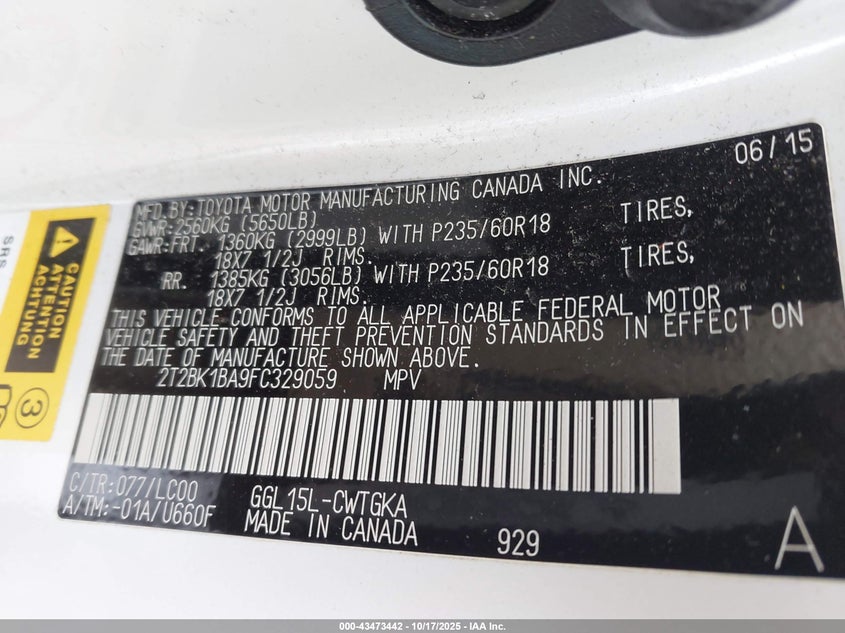 06/15
MFD.BY:TOYOTA MOTOR MANUFACTURING CANADA INC.
GVWR:2560KG (5650LB)
GAWR:FRT. 1360KG (2999LB) WITH P235/60R18 TIRES,
18X7 1/2J RIMS.
RR. 1385KG (3056LB) WITH P235/60R18 TIRES,
18X7 1/2J RIMS.
THIS VEHICLE CONFORMS TO ALL APPLICABLE FEDERAL MOTOR
VEHICLE SAFETY AND THEFT PREVENTION STANDARDS IN EFFECT ON
THE DATE OF MANUFACTURE SHOWN ABOVE.
2T2BK1BA9FC329059 MPV
C/TR:077/LC00 GGL15L-CWTGKA
A/TM:-01A/U660F MADE IN CANADA 929 A
SRS
CAUTION
ATTENTION
ACHTUNG
3
000-43473442 - 10/17/2025 - IAA Inc.